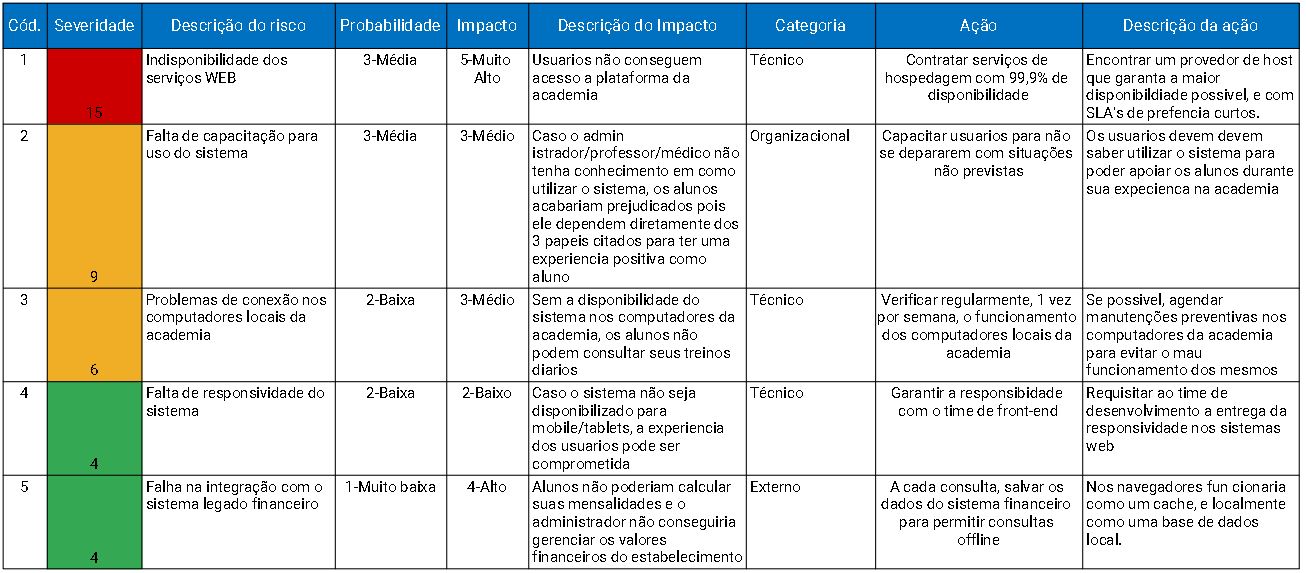 Cód. Severidade Descrição do risco Probabilidade Impacto Descrição do Impacto Categoria Ação Descrição da ação
1
15
Indisponibilidade dos
serviços WEB
3-Média
5-Muito
Alto
Usuarios não conseguem
acesso a plataforma da
academia
Técnico
Contratar serviços de
hospedagem com 99,9% de
disponibilidade
Encontrar um provedor de host
que garanta a maior
disponibildiade possivel, e com
SLA's de prefencia curtos.
2
9
Falta de capacitação para
uso do sistema
3-Média
3-Médio
Caso o admin
istrador/professor/médico não
tenha conhecimento em como
utilizar o sistema, os alunos
acabariam prejudicados pois
ele dependem diretamente dos
3 papeis citados para ter uma
experiencia positiva como
aluno
Organizacional
Capacitar usuarios para não
se depararem com situações
não previstas
Os usuarios devem devem
saber utilizar o sistema para
poder apoiar os alunos durante
sua expecienca na academia
3
6
Problemas de conexão nos
computadores locais da
academia
2-Baixa
3-Médio
Sem a disponibilidade do
sistema nos computadores da
academia, os alunos não
podem consultar seus treinos
diarios
Técnico
Verificar regularmente, 1 vez
por semana, o funcionamento
dos computadores locais da
academia
Se possivel, agendar
manutenções preventivas nos
computadores da academia
para evitar o mau
funcionamento dos mesmos
4
4
Falta de responsividade do
sistema
2-Baixa
2-Baixo
Caso o sistema não seja
disponibilizado para
mobile/tablets, a experiencia
dos usuarios pode ser
comprometida
Técnico
Garantir a responsibidade
com o time de front-end
Requisitar ao time de
desenvolvimento a entrega da
responsividade nos sistemas
web
5
4
Falha na integração com o
sistema legado financeiro
1-Muito baixa
4-Alto
Alunos não poderiam calcular
suas mensalidades e o
administrador não conseguiria
gerenciar os valores
financeiros do estabelecimento
Externo
A cada consulta, salvar os
dados do sistema financeiro
para permitir consultas
offline
Nos navegadores fun cionaria
como um cache, e localmente
como uma base de dados
local.